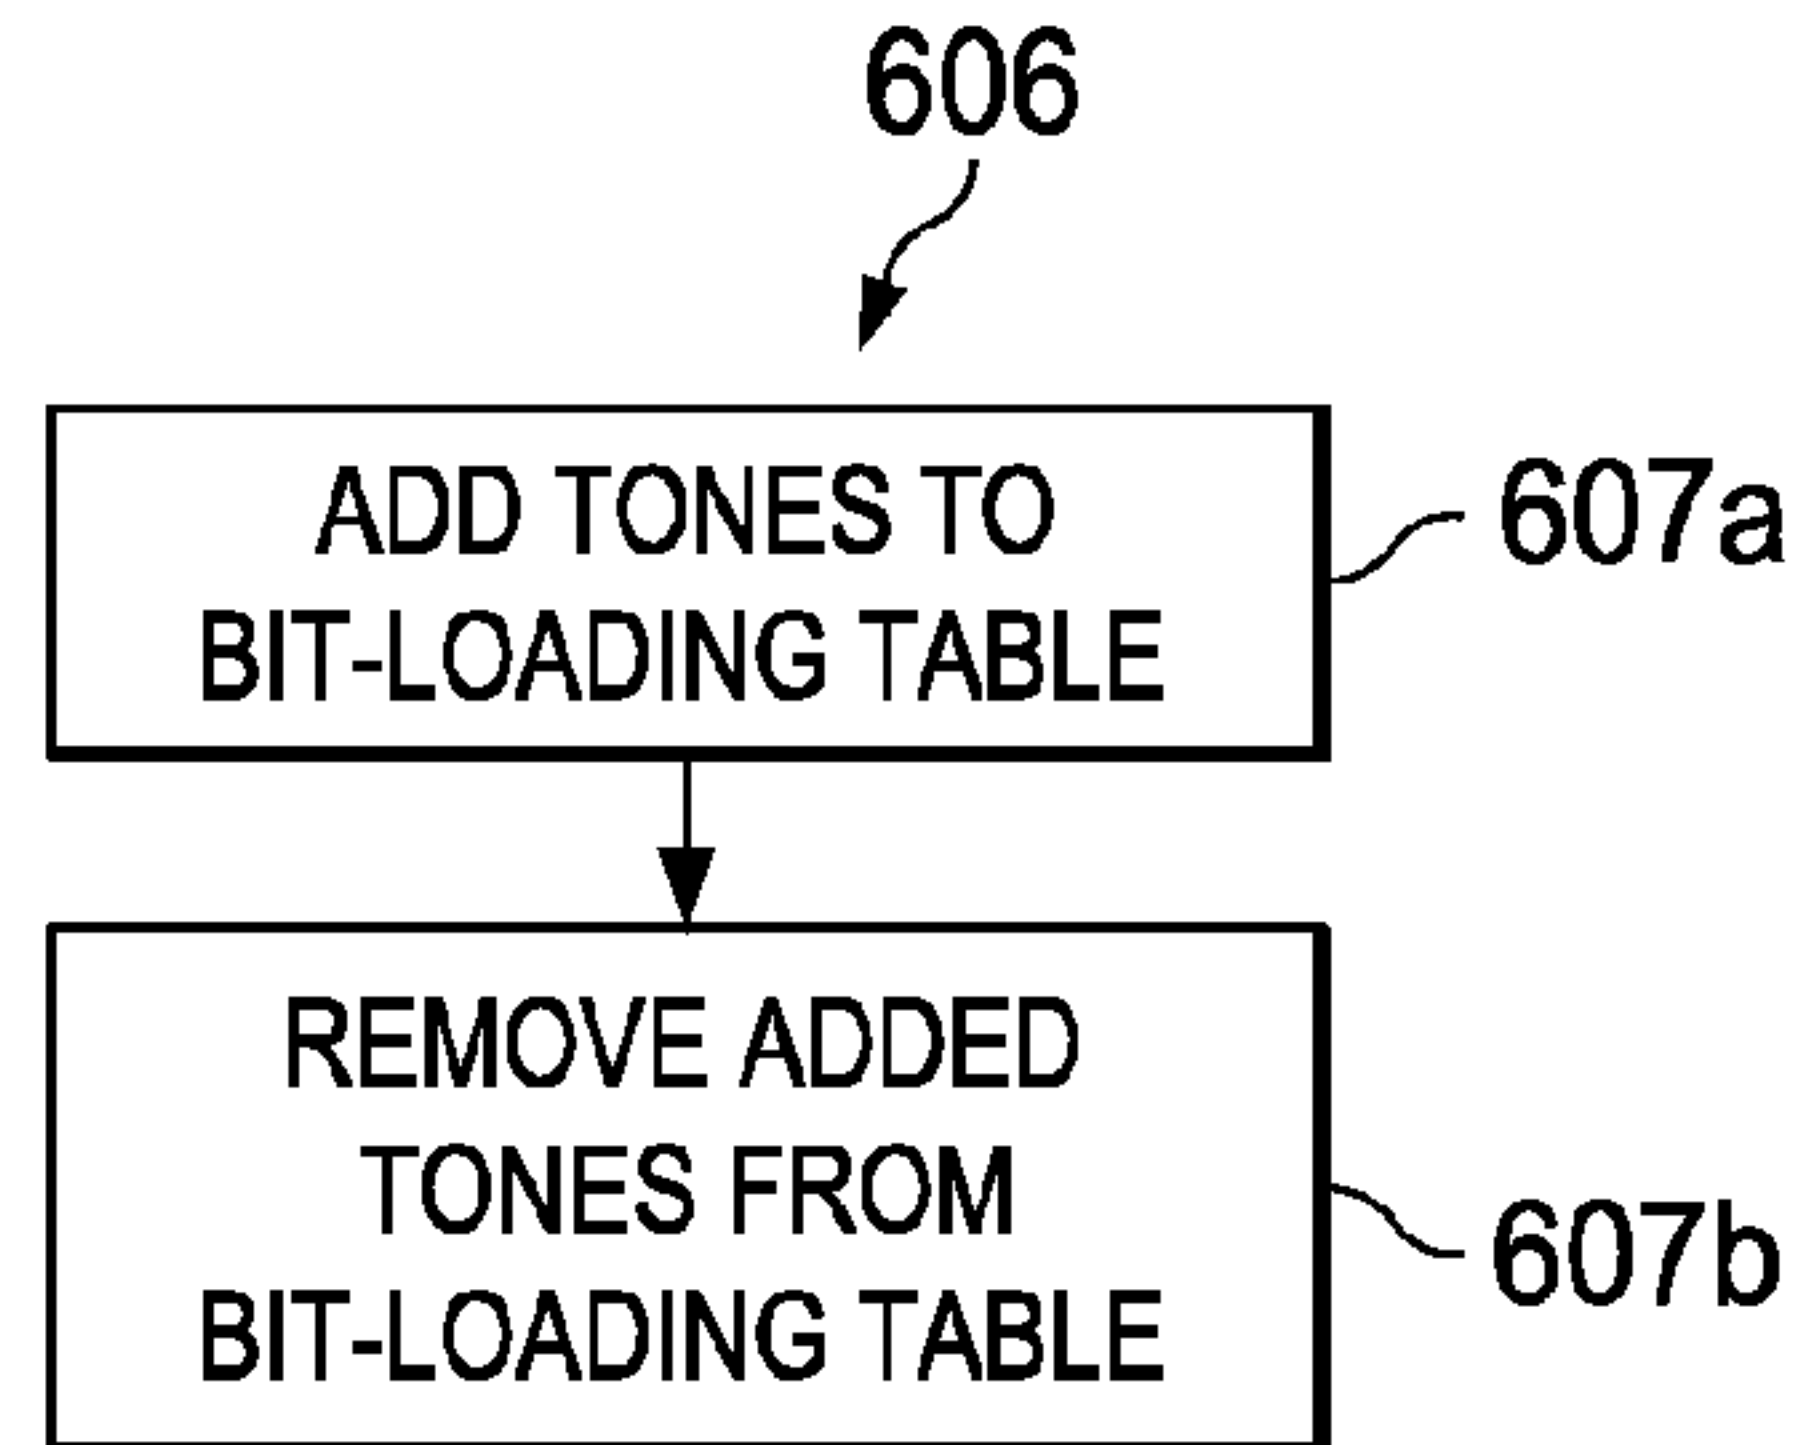 606
ADD TONES TO
BIT-LOADING TABLE
607a
REMOVE ADDED
TONES FROM
BIT-LOADING TABLE
607b